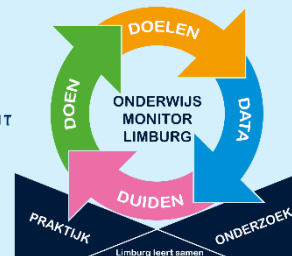 DOELEN
DATA
DUIDEN
DOEN
ONDERWIJS
MONITOR
LIMBURG
PRAKTIJK
ONDERZOEK
Limburg leert samen